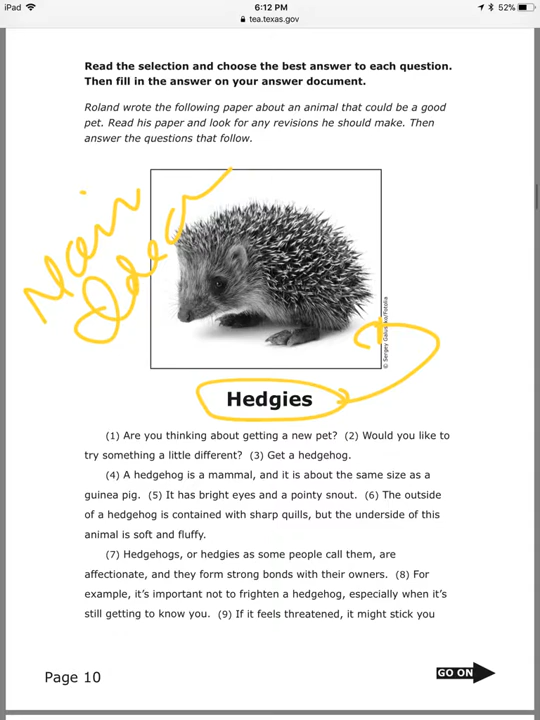 iPad
6:12 PM
52%
tea.texas.gov
Read the selection and choose the best answer to each question.
Then fill in the answer on your answer document.
Roland wrote the following paper about an animal that could be a good
pet. Read his paper and look for any revisions he should make. Then
answer the questions that follow.
Main
Idea
Hedgies
(1) Are you thinking about getting a new pet? (2) Would you like to
try something a little different? (3) Get a hedgehog.
(4) A hedgehog is a mammal, and it is about the same size as a
guinea pig. (5) It has bright eyes and a pointy snout. (6) The outside
of a hedgehog is contained with sharp quills, but the underside of this
animal is soft and fluffy.
(7) Hedgehogs, or hedgies as some people call them, are
affectionate, and they form strong bonds with their owners. (8) For
example, it’s important not to frighten a hedgehog, especially when it’s
still getting to know you. (9) If it feels threatened, it might stick you
Page 10
GO ON
© Sergey /Fotolia